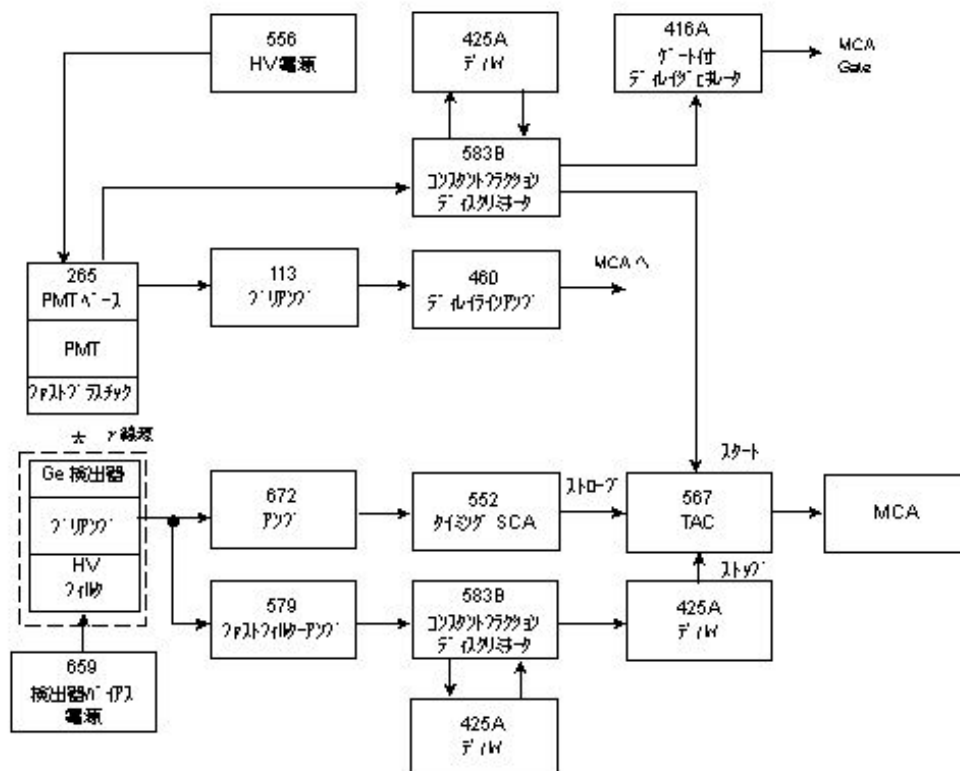 556
HV電源
425A
ディレイ
416A
ゲート付
ディレイジェネレータ
MCA
Gate
583B
コンスタントフラクション
ディスクリミネータ
265
PMTベース
PMT
ファストプラスチック
113
プリアンプ
460
ディレイラインアンプ
MCAへ
* γ線源
Ge 検出器
プリアンプ
HV
フィルタ
672
アンプ
552
タイミング SCA
ストローブ
スタート
567
TAC
MCA
579
ファストフィルターアンプ
583B
コンスタントフラクション
ディスクリミネータ
ストップ
425A
ディレイ
659
検出器バイアス
電源
425A
ディレイ